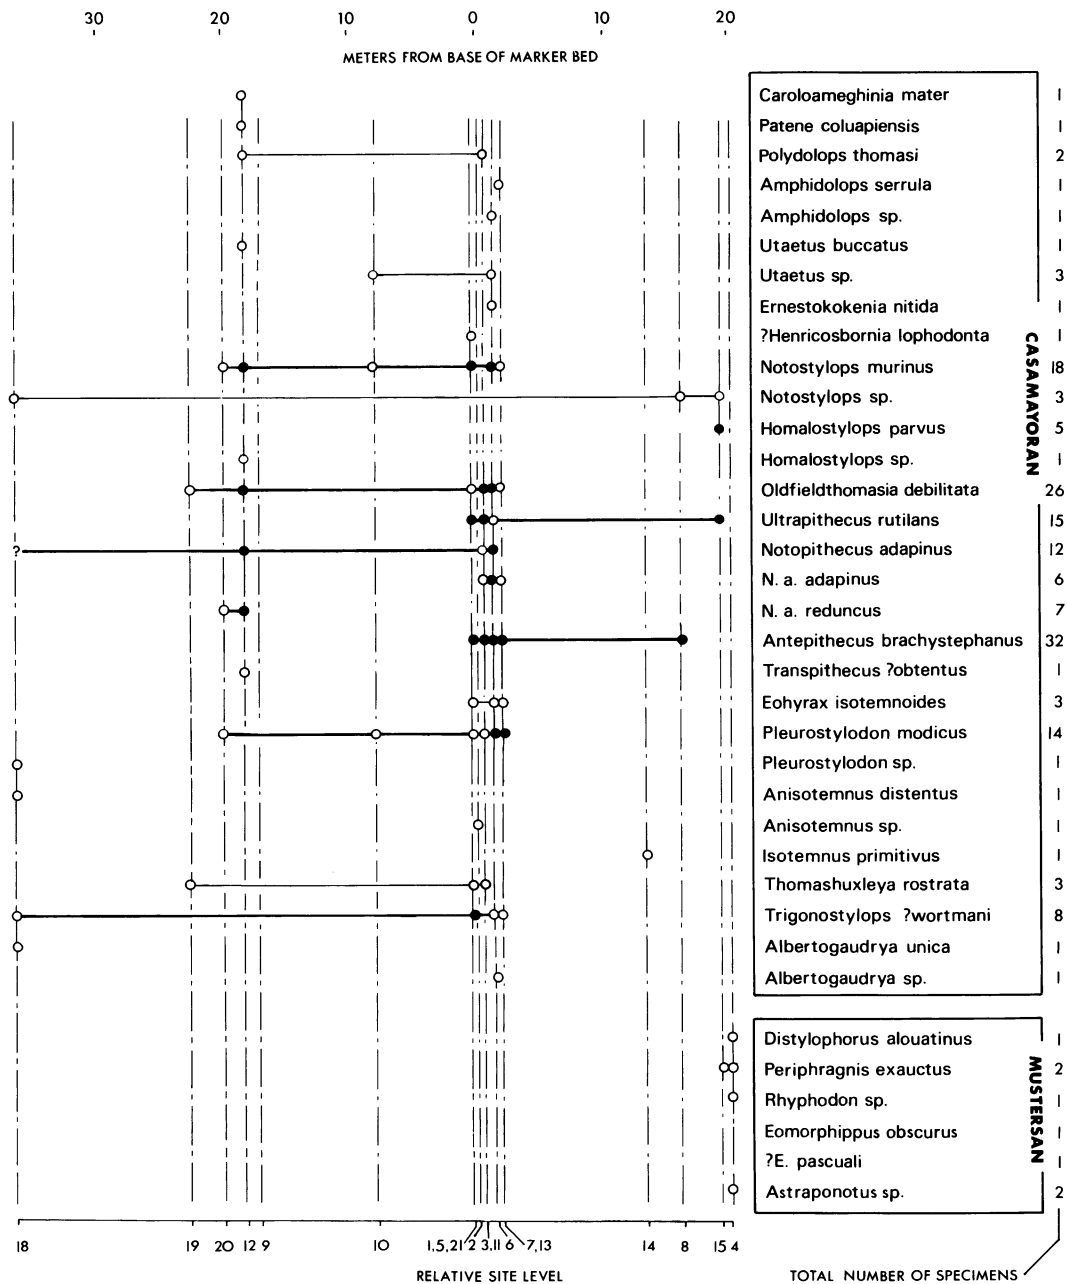 30 20 10 0 10 20
METERS FROM BASE OF MARKER BED
Caroloameghinia mater 1
Patene coluapiensis 1
Polydolops thomasi 2
Amphidolops serrula 1
Amphidolops sp. 1
Utaetus buccatus 1
Utaetus sp. 3
Ernestokokenia nitida 1
?Henricosbornia lophodonta 1
Notostylops murinus 18
Notostylops sp. 3
Homalostylops parvus 5
Homalostylops sp. 1
Oldfieldthomasia debilitata 26
Ultrapithecus rutilans 15
? Notopithecus adapinus 12
N. a. adapinus 6
N. a. reduncus 7
Antepithecus brachystephanus 32
Transpithecus ?obtentus 1
Eohyrax isotemnoides 3
Pleurostylodon modicus 14
Pleurostylodon sp. 1
Anisotemnus distentus 1
Anisotemnus sp. 1
Isotemnus primitivus 1
Thomashuxleya rostrata 3
Trigonostylops ?wortmani 8
Albertogaudrya unica 1
Albertogaudrya sp. 1
CASAMAYORAN
Distylophorus alouatinus 1
Periphragnis exauctus 2
Rhyphodon sp. 1
Eomorphippus obscurus 1
?E. pascuali 1
Astraponotus sp. 2
MUSTERSAN
18 19 20 12 9 10 1,5,21 2 3,11 6 7,13 14 8 15 4
RELATIVE SITE LEVEL
TOTAL NUMBER OF SPECIMENS